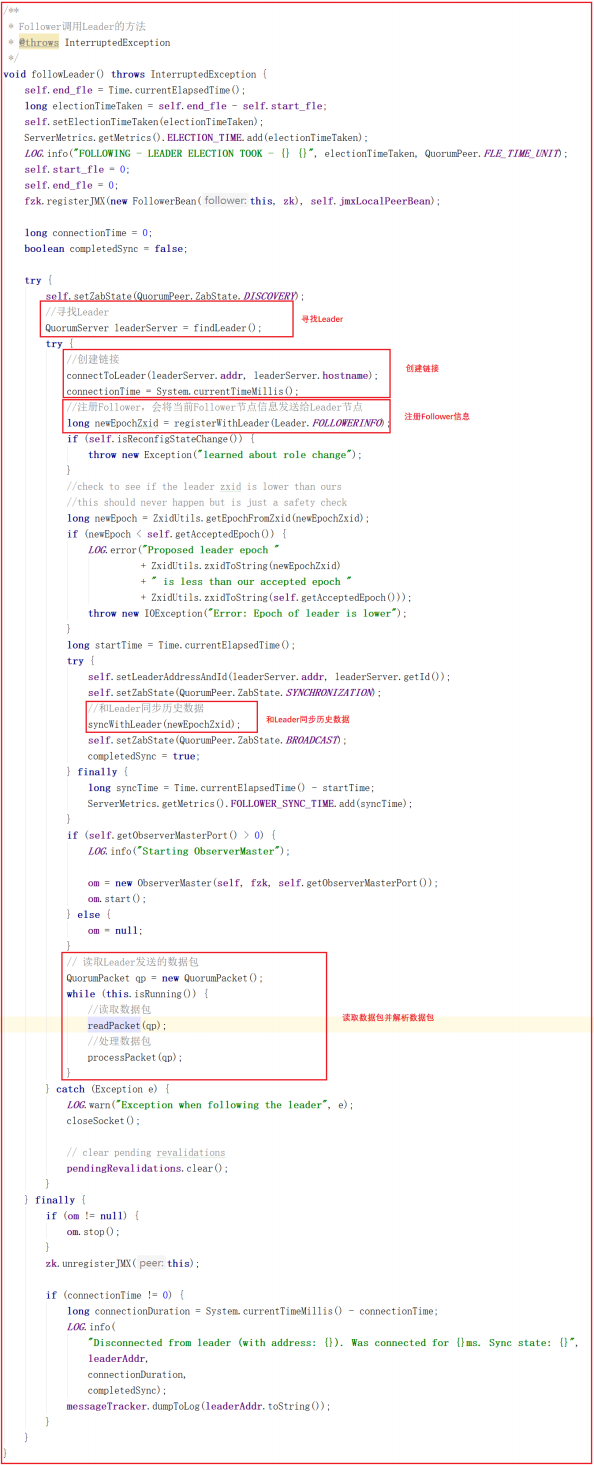 /**
 * Follower调用Leader的方法
 * @throws InterruptedException
 */
void followLeader() throws InterruptedException {
    self.end_fle = Time.currentElapsedTime();
    long electionTimeTaken = self.end_fle - self.start_fle;
    self.setElectionTimeTaken(electionTimeTaken);
    ServerMetrics.getMetrics().ELECTION_TIME.add(electionTimeTaken);
    LOG.info("FOLLOWING - LEADER ELECTION TOOK - {} {}", electionTimeTaken, QuorumPeer.FLE_TIME_UNIT);
    self.start_fle = 0;
    self.end_fle = 0;
    fzk.registerJMX(new FollowerBean( follower: this, zk), self.jmxLocalPeerBean);

    long connectionTime = 0;
    boolean completedSync = false;

    try {
        self.setZabState(QuorumPeer.ZabState.DISCOVERY);
        //寻找Leader
        QuorumServer leaderServer = findLeader();
寻找Leader
        try {
            //创建链接
            connectToLeader(leaderServer.addr, leaderServer.hostname);
创建链接
            connectionTime = System.currentTimeMillis();
            //注册Follower，会将当前Follower节点信息发送给Leader节点
            long newEpochZxid = registerWithLeader(Leader.FOLLOWERINFO);
注册Follower信息
            if (self.isReconfigStateChange()) {
                throw new Exception("learned about role change");
            }
            //check to see if the leader zxid is lower than ours
            //this should never happen but is just a safety check
            long newEpoch = ZxidUtils.getEpochFromZxid(newEpochZxid);
            if (newEpoch < self.getAcceptedEpoch()) {
                LOG.error("Proposed leader epoch "
                        + ZxidUtils.zxidToString(newEpochZxid)
                        + " is less than our accepted epoch "
                        + ZxidUtils.zxidToString(self.getAcceptedEpoch()));
                throw new IOException("Error: Epoch of leader is lower");
            }
            long startTime = Time.currentElapsedTime();
            try {
                self.setLeaderAddressAndId(leaderServer.addr, leaderServer.getId());
                self.setZabState(QuorumPeer.ZabState.SYNCHRONIZATION);
                //和Leader同步历史数据
                syncWithLeader(newEpochZxid);
和Leader同步历史数据
                self.setZabState(QuorumPeer.ZabState.BROADCAST);
                completedSync = true;
            } finally {
                long syncTime = Time.currentElapsedTime() - startTime;
                ServerMetrics.getMetrics().FOLLOWER_SYNC_TIME.add(syncTime);
            }
            if (self.getObserverMasterPort() > 0) {
                LOG.info("Starting ObserverMaster");

                om = new ObserverMaster(self, fzk, self.getObserverMasterPort());
                om.start();
            } else {
                om = null;
            }
            // 读取Leader发送的数据包
            QuorumPacket qp = new QuorumPacket();
            while (this.isRunning()) {
                //读取数据包
                readPacket(qp);
读取数据包并解析数据包
                //处理数据包
                processPacket(qp);
            }
        } catch (Exception e) {
            LOG.warn("Exception when following the leader", e);
            closeSocket();

            // clear pending revalidations
            pendingRevalidations.clear();
        }
    } finally {
        if (om != null) {
            om.stop();
        }
        zk.unregisterJMX( peer: this);

        if (connectionTime != 0) {
            long connectionDuration = System.currentTimeMillis() - connectionTime;
            LOG.info(
                "Disconnected from leader (with address: {}). Was connected for {}ms. Sync state: {}",
                leaderAddr,
                connectionDuration,
                completedSync);
            messageTracker.dumpToLog(leaderAddr.toString());
        }
    }
}